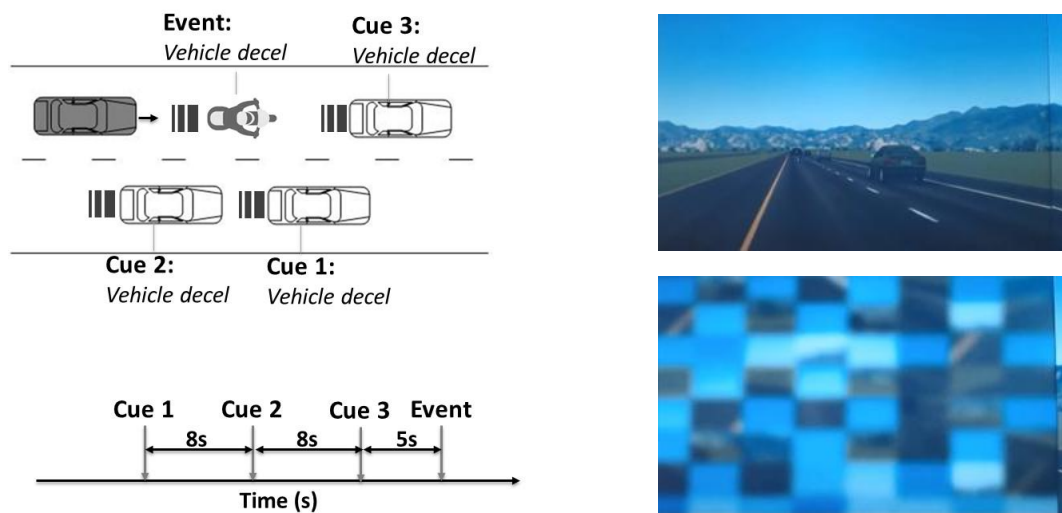 Event:
Vehicle decel
Cue 3:
Vehicle decel
Cue 2:
Vehicle decel
Cue 1:
Vehicle decel
Cue 1
Cue 2
Cue 3
Event
8s
8s
5s
Time (s)